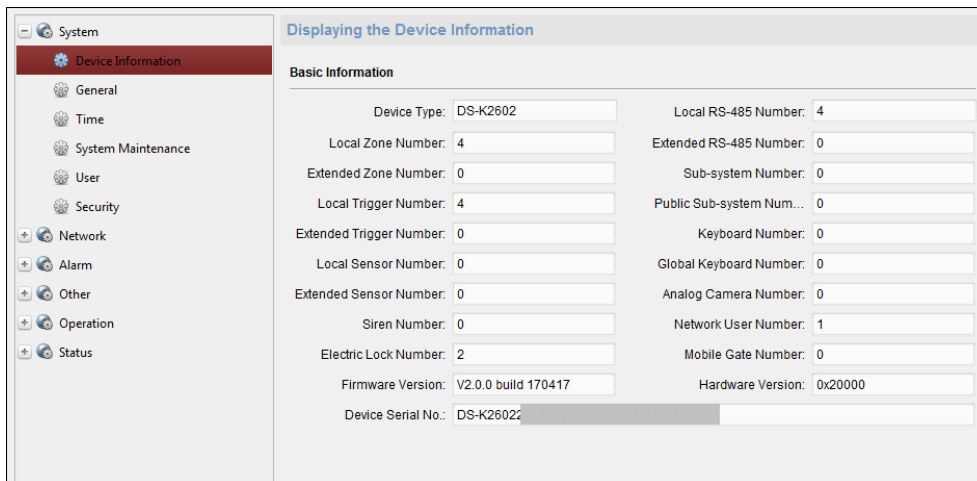 System
Device Information
General
Time
System Maintenance
User
Security
Network
Alarm
Other
Operation
Status
Displaying the Device Information
Basic Information
Device Type: DS-K2602 Local RS-485 Number: 4
Local Zone Number: 4 Extended RS-485 Number: 0
Extended Zone Number: 0 Sub-system Number: 0
Local Trigger Number: 4 Public Sub-system Num... 0
Extended Trigger Number: 0 Keyboard Number: 0
Local Sensor Number: 0 Global Keyboard Number: 0
Extended Sensor Number: 0 Analog Camera Number: 0
Siren Number: 0 Network User Number: 1
Electric Lock Number: 2 Mobile Gate Number: 0
Firmware Version: V2.0.0 build 170417 Hardware Version: 0x20000
Device Serial No.: DS-K26022